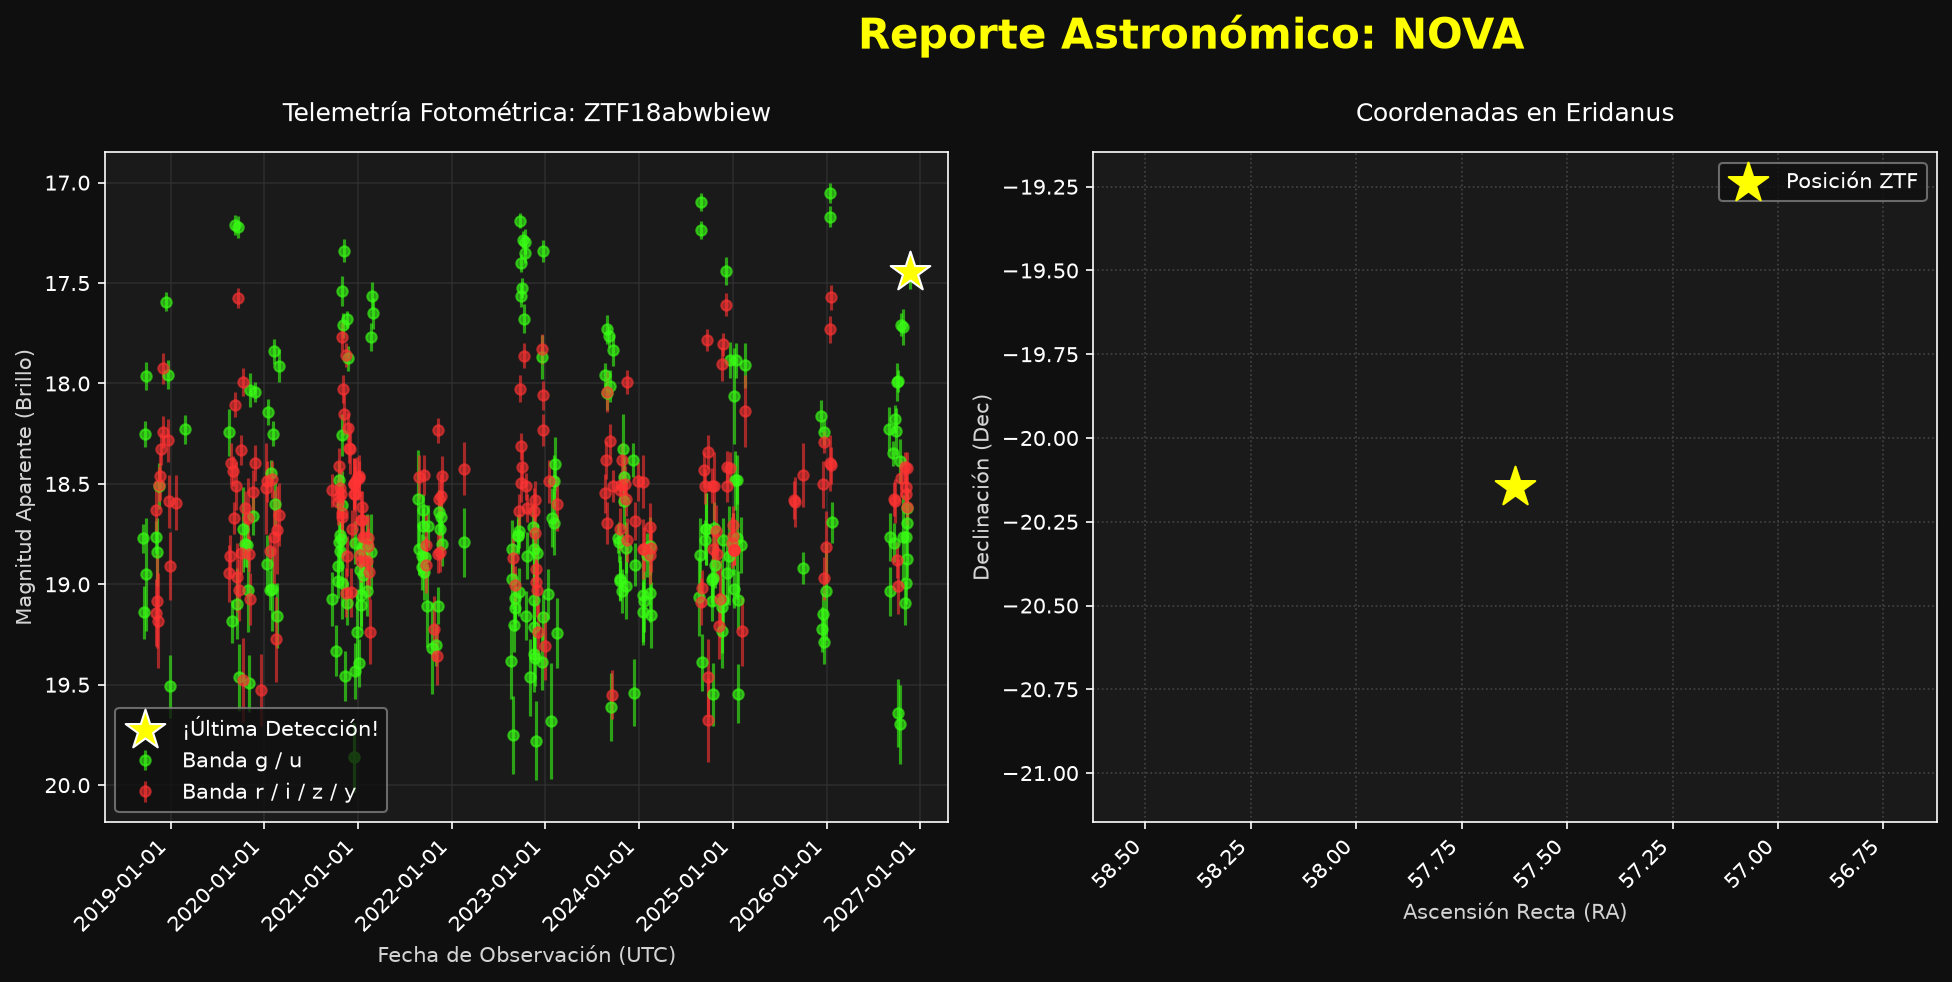 Reporte Astronómico: NOVA
Telemetría Fotométrica: ZTF18abwbiew
Magnitud Aparente (Brillo)
17.0
17.5
18.0
18.5
19.0
19.5
20.0
¡Última Detección!
Banda g / u
Banda r / i / z / y
2019-01-01
2020-01-01
2021-01-01
2022-01-01
2023-01-01
2024-01-01
2025-01-01
2026-01-01
2027-01-01
Fecha de Observación (UTC)
Coordenadas en Eridanus
Declinación (Dec)
−19.25
−19.50
−19.75
−20.00
−20.25
−20.50
−20.75
−21.00
Posición ZTF
58.50
58.25
58.00
57.75
57.50
57.25
57.00
56.75
Ascensión Recta (RA)